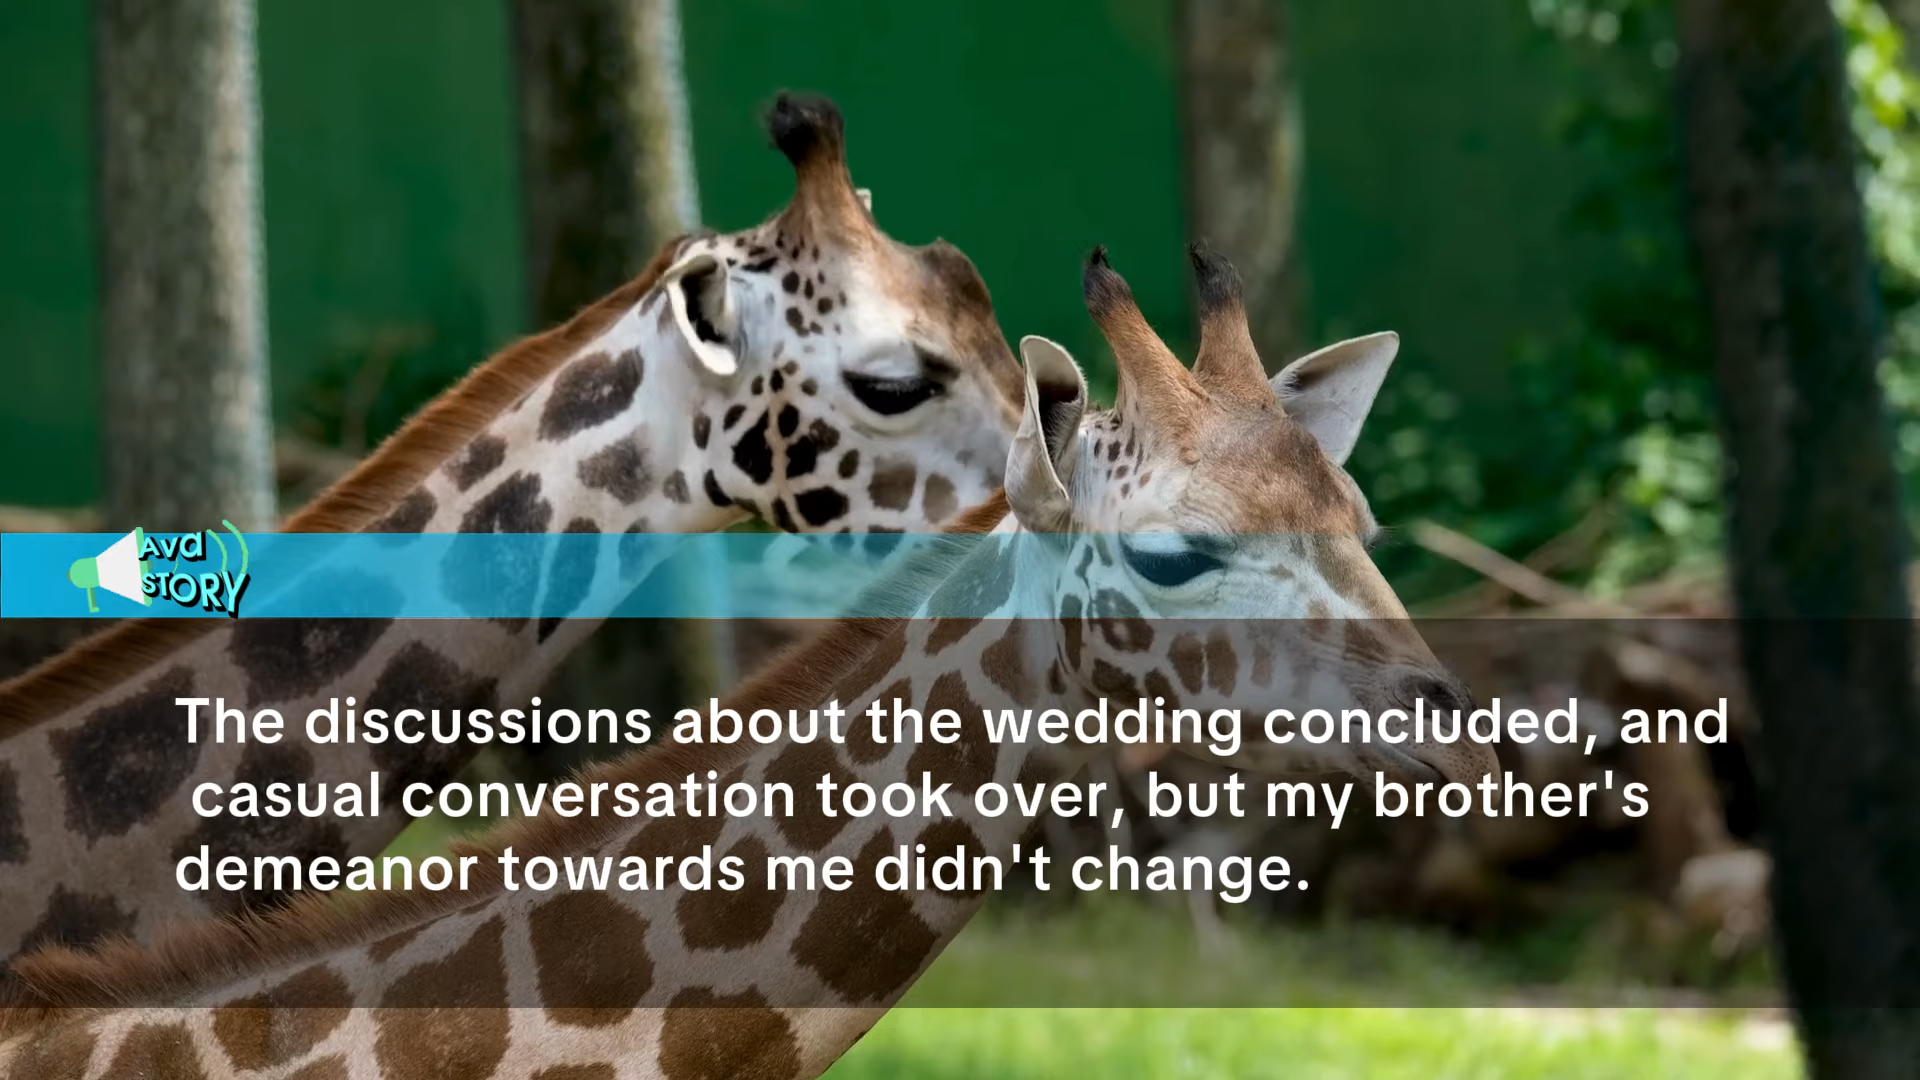 Ava
STORY
The discussions about the wedding concluded, and
casual conversation took over, but my brother's
demeanor towards me didn't change.